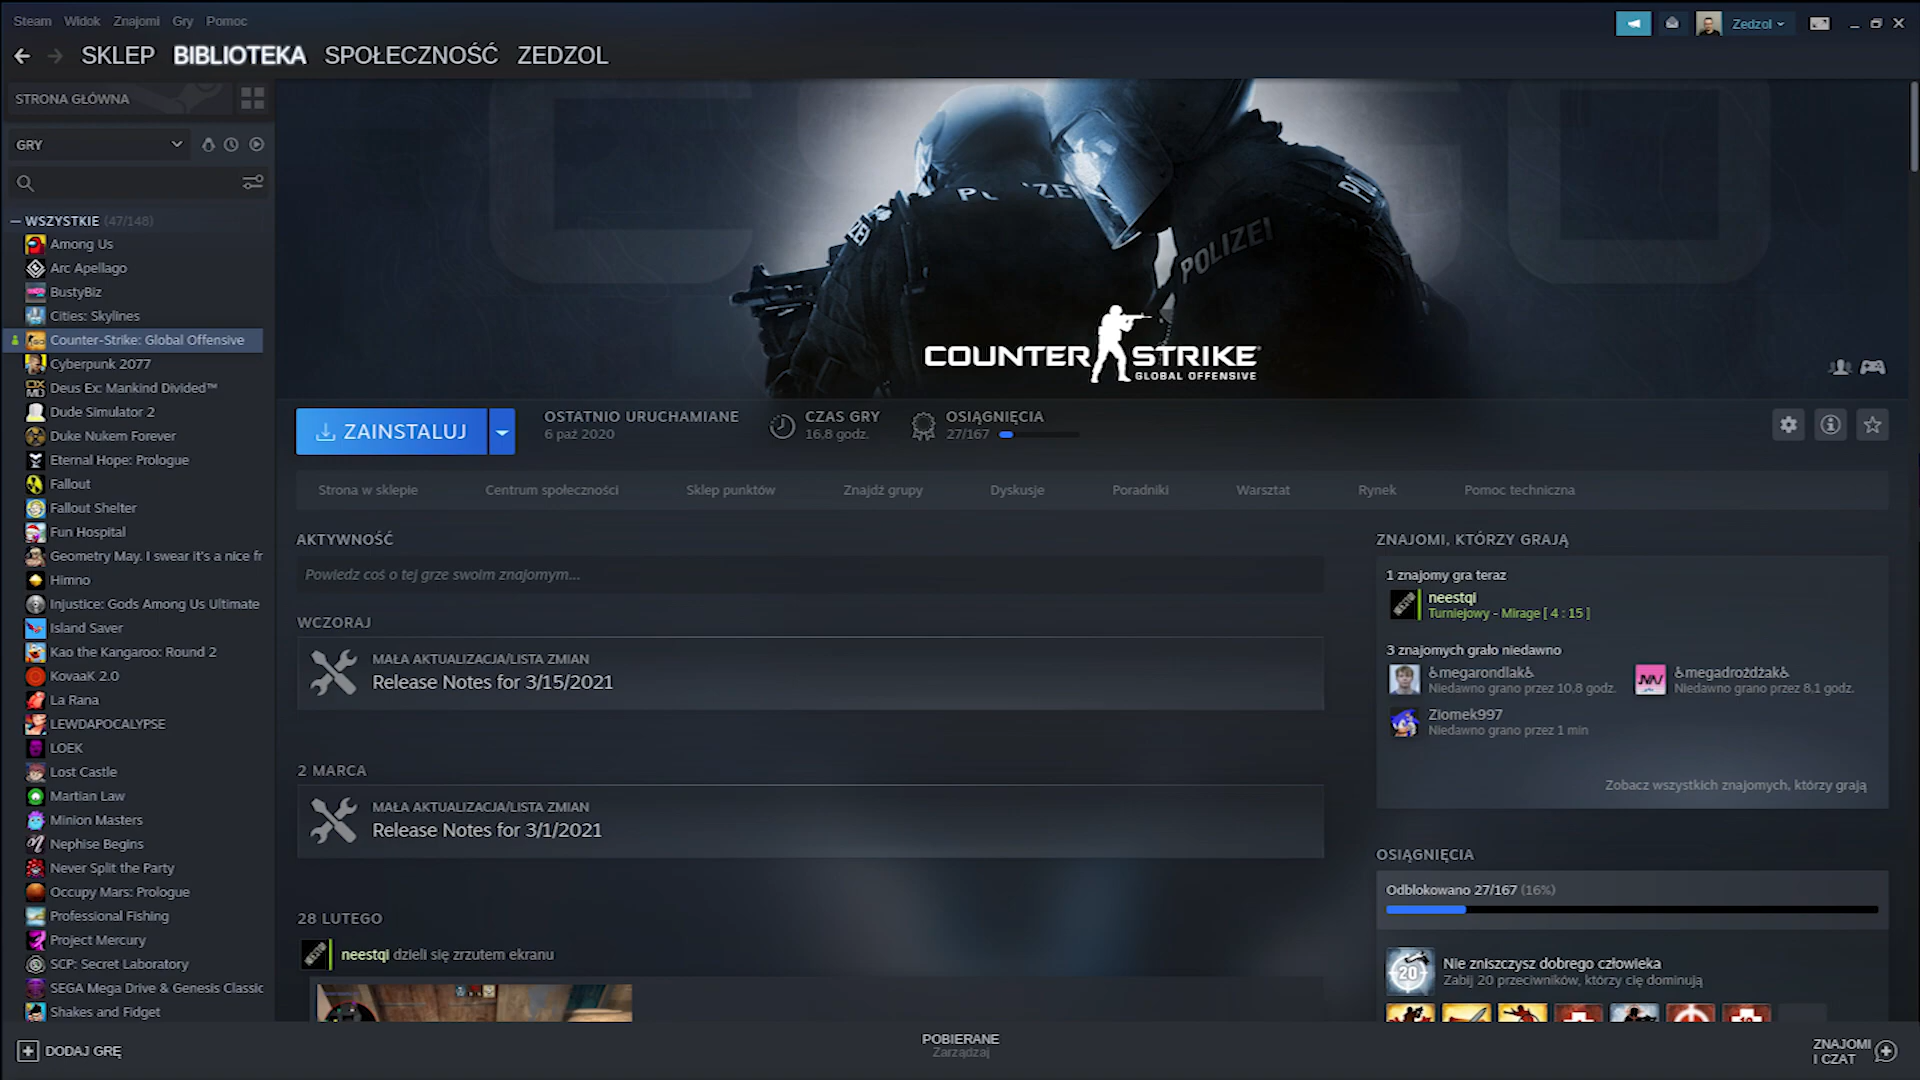 Steam Widok Znajomi Gry Pomoc
Zedzol
SKLEP BIBLIOTEKA SPOŁECZNOŚĆ ZEDZOL
STRONA GŁÓWNA
GRY
WSZYSTKIE (47/148)
Among Us
Arc Apellago
BustyBiz
Cities: Skylines
Counter-Strike: Global Offensive
Cyberpunk 2077
Deus Ex: Mankind Divided™
Dude Simulator 2
Duke Nukem Forever
Eternal Hope: Prologue
Fallout
Fallout Shelter
Fun Hospital
Geometry May. I swear it's a nice fr
Himno
Injustice: Gods Among Us Ultimate
Island Saver
Kao the Kangaroo: Round 2
KovaaK 2.0
La Rana
LEWDAPOCALYPSE
LOEK
Lost Castle
Martian Law
Minion Masters
Nephise Begins
Never Split the Party
Occupy Mars: Prologue
Professional Fishing
Project Mercury
SCP: Secret Laboratory
SEGA Mega Drive & Genesis Classic
Shakes and Fidget
DODAJ GRĘ
POLIZEI
COUNTER STRIKE
GLOBAL OFFENSIVE
ZAINSTALUJ
OSTATNIO URUCHAMIANE
6 paź 2020
CZAS GRY
16,8 godz.
OSIĄGNIĘCIA
27/167
Strona w sklepie Centrum społeczności Sklep punktów Znajdź grupy Dyskusje Poradniki Warsztat Rynek Pomoc techniczna
AKTYWNOŚĆ
Powiedz coś o tej grze swoim znajomym...
WCZORAJ
MAŁA AKTUALIZACJA/LISTA ZMIAN
Release Notes for 3/15/2021
2 MARCA
MAŁA AKTUALIZACJA/LISTA ZMIAN
Release Notes for 3/1/2021
28 LUTEGO
neestqi dzieli się zrzutem ekranu
ZNAJOMI, KTÓRZY GRAJĄ
1 znajomy gra teraz
neestqi
Turniejowy - Mirage [ 4 : 15 ]
3 znajomych grało niedawno
♿megarondlak♿
Niedawno grano przez 10,8 godz.
♿megadrożdżak♿
Niedawno grano przez 8,1 godz.
Ziomek997
Niedawno grano przez 1 min
Zobacz wszystkich znajomych, którzy grają
OSIĄGNIĘCIA
Odblokowano 27/167 (16%)
20
Nie zniszczysz dobrego człowieka
Zabij 20 przeciwników, którzy cię dominują
POBIERANE
Zarządzaj
ZNAJOMI
I CZAT